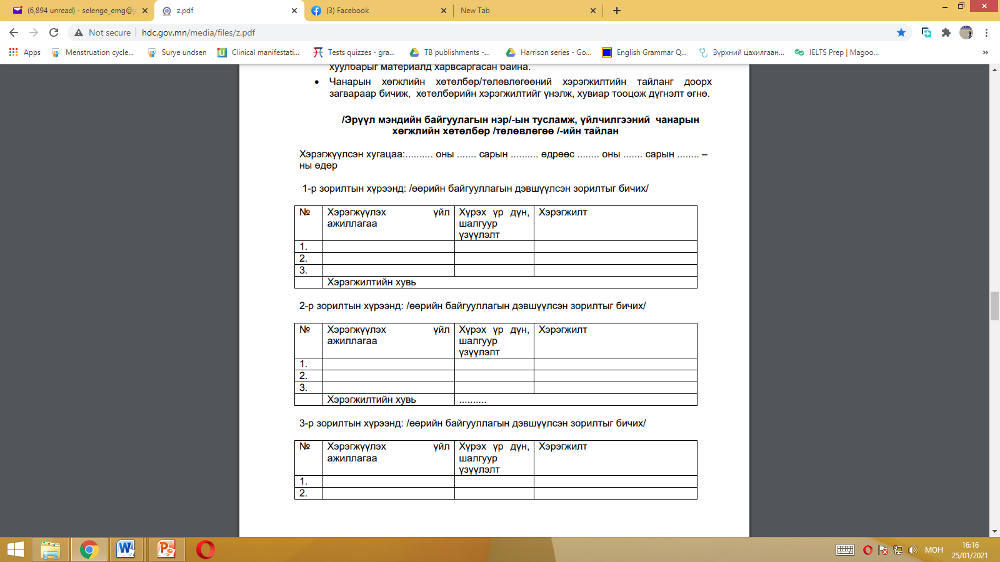 (6,894 unread) - selenge_emg@y
z.pdf
(3) Facebook
New Tab
Not secure
hdc.gov.mn/media/files/z.pdf
Apps
Menstruation cycle...
Surye undsen
Clinical manifestati...
Tests quizzes - gra...
TB publishments -...
Harrison series - Go...
English Grammar Q...
Зүрхний цахилгаан...
IELTS Prep | Magoo...
хуулбарыг материалд хавсаргасан байна.
• Чанарын хөгжлийн хөтөлбөр/төлөвлөгөөний хэрэгжилтийн тайланг доорх
загвараар бичиж, хөтөлбөрийн хэрэгжилтийг үнэлж, хувиар тооцож дүгнэлт өгнө.
/Эрүүл мэндийн байгуулагын нэр/-ын тусламж, үйлчилгээний чанарын
хөгжлийн хөтөлбөр /төлөвлөгөө /-ийн тайлан
Хэрэгжүүлсэн хугацаа:.......... оны ....... сарын .......... өдрөөс ........ оны ....... сарын ........ –
ны өдөр
1-р зорилтын хүрээнд: /өөрийн байгууллагын дэвшүүлсэн зорилтыг бичих/
№ Хэрэгжүүлэх үйл Хүрэх үр дүн, Хэрэгжилт
ажиллагаа шалгуур
үзүүлэлт
1.
2.
3.
Хэрэгжилтийн хувь
2-р зорилтын хүрээнд: /өөрийн байгууллагын дэвшүүлсэн зорилтыг бичих/
№ Хэрэгжүүлэх үйл Хүрэх үр дүн, Хэрэгжилт
ажиллагаа шалгуур
үзүүлэлт
1.
2.
3.
Хэрэгжилтийн хувь ..........
3-р зорилтын хүрээнд: /өөрийн байгууллагын дэвшүүлсэн зорилтыг бичих/
№ Хэрэгжүүлэх үйл Хүрэх үр дүн, Хэрэгжилт
ажиллагаа шалгуур
үзүүлэлт
1.
2.
МОН
16:16
25/01/2021